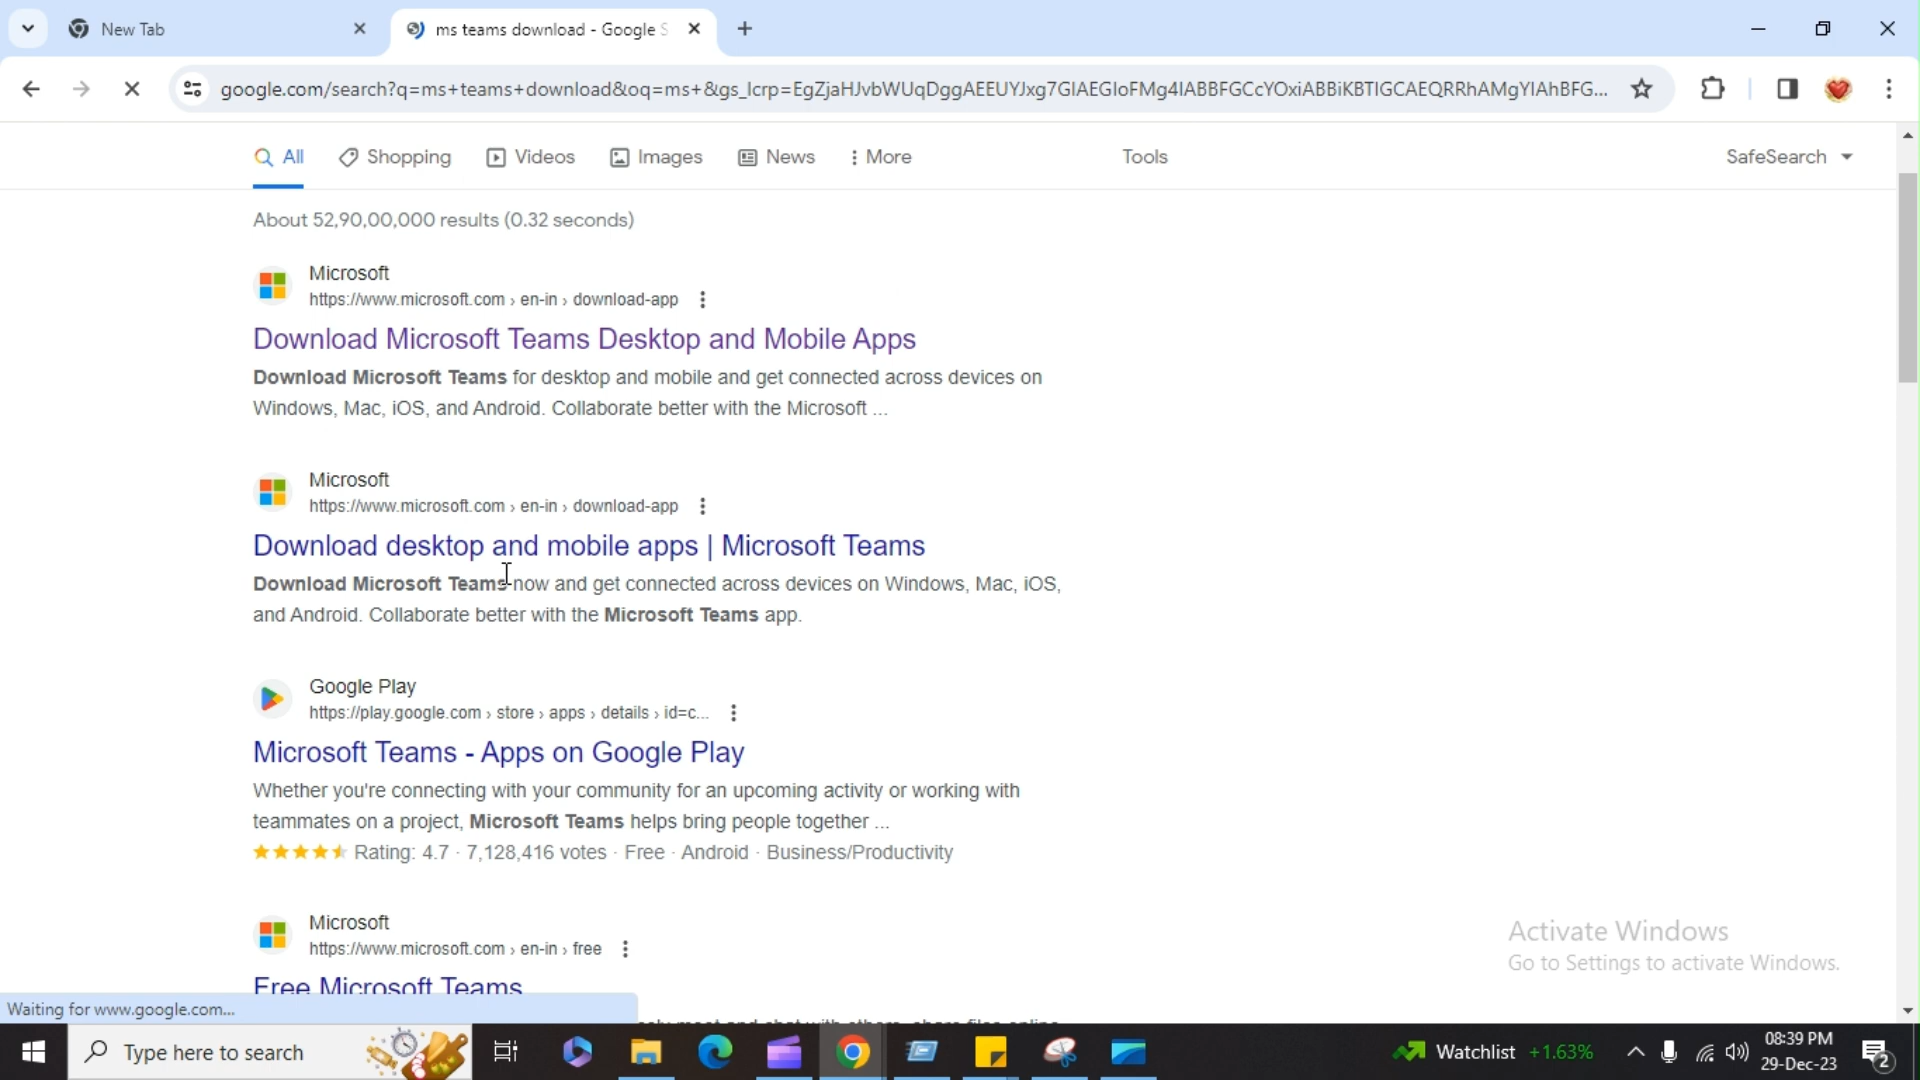 New Tab
ms teams download - Google S
google.com/search?q=ms+teams+download&oq=ms+&gs_lcrp=EgZjaHJvbWUqDggAEEUYJxg7GIAEGIoFMg4IABBFGCcYOxiABBiKBTIGCAEQRRhAMgYIAhBFG...
All
Shopping
Videos
Images
News
More
Tools
SafeSearch
About 52,90,00,000 results (0.32 seconds)
Microsoft
https://www.microsoft.com › en-in › download-app
Download Microsoft Teams Desktop and Mobile Apps
Download Microsoft Teams for desktop and mobile and get connected across devices on
Windows, Mac, iOS, and Android. Collaborate better with the Microsoft ...
Microsoft
https://www.microsoft.com › en-in › download-app
Download desktop and mobile apps | Microsoft Teams
Download Microsoft Teams now and get connected across devices on Windows, Mac, iOS,
and Android. Collaborate better with the Microsoft Teams app.
Google Play
https://play.google.com › store › apps › details › id=c...
Microsoft Teams - Apps on Google Play
Whether you're connecting with your community for an upcoming activity or working with
teammates on a project, Microsoft Teams helps bring people together ...
Rating: 4.7 · 7,128,416 votes · Free · Android · Business/Productivity
Microsoft
https://www.microsoft.com › en-in › free
Free Microsoft Teams
Activate Windows
Go to Settings to activate Windows.
Waiting for www.google.com...
Type here to search
Watchlist +1.63%
08:39 PM
29-Dec-23
2